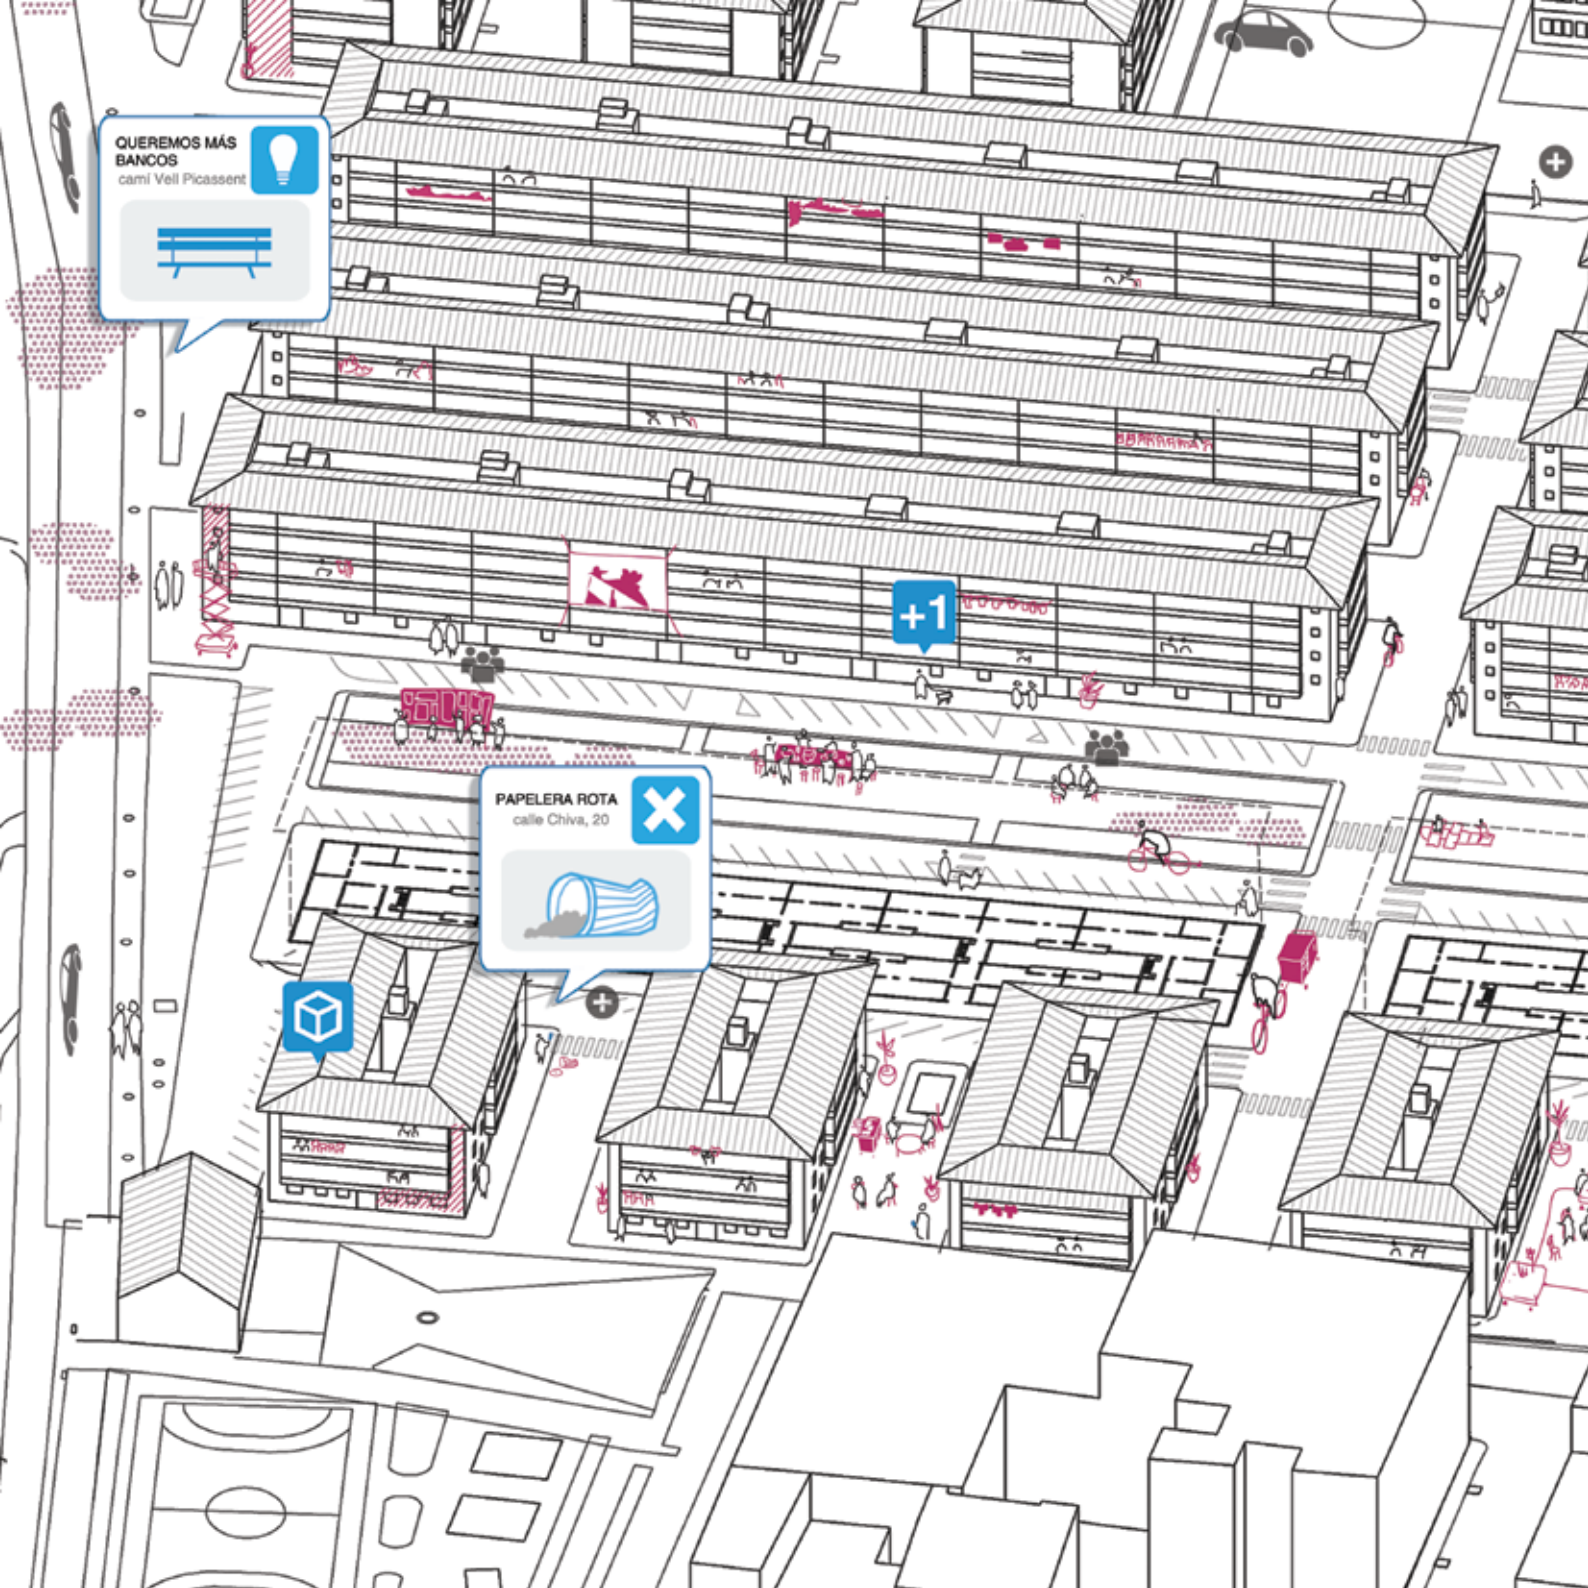 QUEREMOS MÁS
BANCOS
camí Vell Picassent
+1
PAPELERA ROTA
calle Chiva, 20